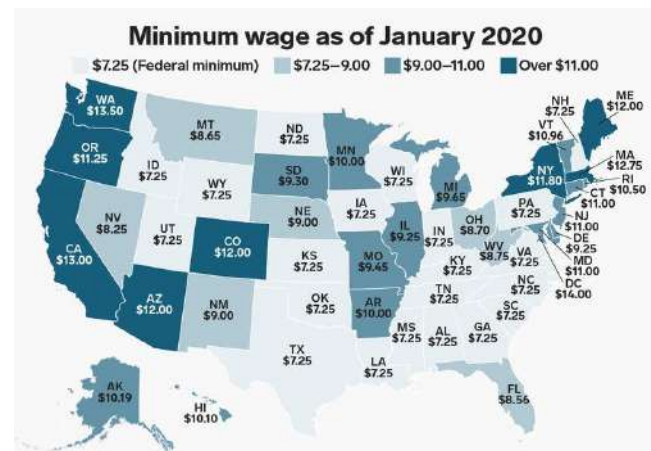 Minimum wage as of January 2020
$7.25 (Federal minimum) $7.25–9.00 $9.00–11.00 Over $11.00
WA
$13.50
OR
$11.25
CA
$13.00
NV
$8.25
ID
$7.25
MT
$8.65
WY
$7.25
UT
$7.25
AZ
$12.00
CO
$12.00
NM
$9.00
ND
$7.25
SD
$9.30
NE
$9.00
KS
$7.25
OK
$7.25
TX
$7.25
MN
$10.00
IA
$7.25
MO
$9.45
AR
$10.00
LA
$7.25
WI
$7.25
IL
$9.25
MI
$9.65
IN
$7.25
OH
$8.70
KY
$7.25
TN
$7.25
MS
$7.25
AL
$7.25
GA
$7.25
FL
$8.56
SC
$7.25
NC
$7.25
VA
$7.25
WV
$8.75
PA
$7.25
NY
$11.80
VT
$10.96
NH
$7.25
ME
$12.00
MA
$12.75
RI
$10.50
CT
$11.00
NJ
$11.00
DE
$9.25
MD
$11.00
DC
$14.00
AK
$10.19
HI
$10.10